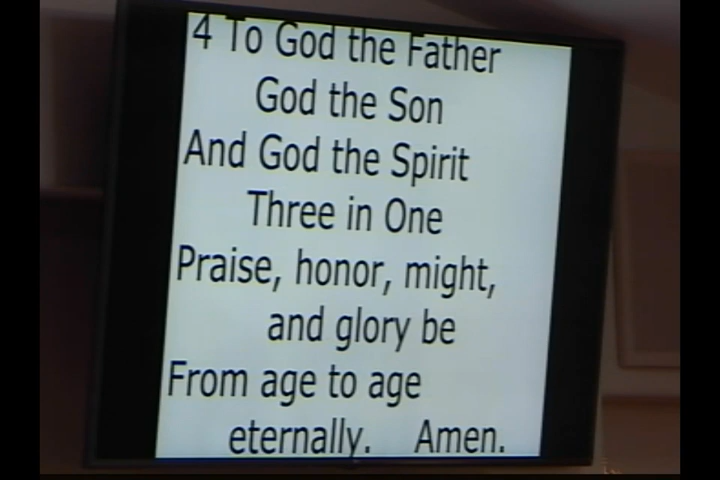 4 To God the Father
God the Son
And God the Spirit
Three in One
Praise, honor, might,
and glory be
From age to age
eternally. Amen.